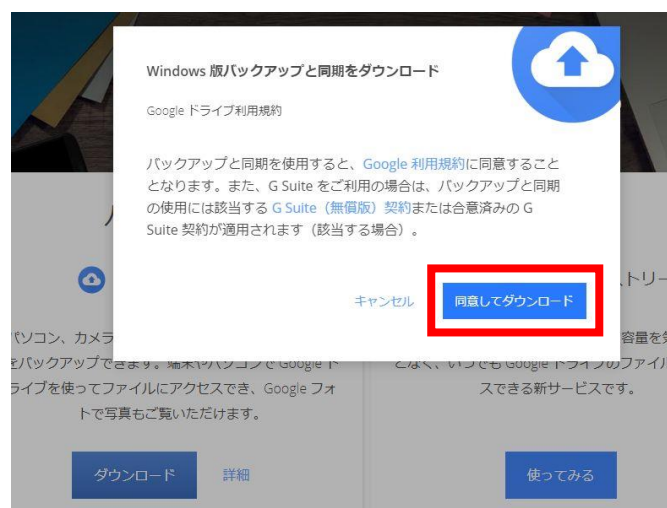 Windows 版バックアップと同期をダウンロード
Google ドライブ利用規約
バックアップと同期を使用すると、Google 利用規約に同意すること
となります。また、G Suite をご利用の場合は、バックアップと同期
の使用には該当する G Suite（無償版）契約または合意済みの G
Suite 契約が適用されます（該当する場合）。
キャンセル
同意してダウンロード
トリー
パソコン、カメラ
をバックアップできます。端末やパソコンで Google ド
ライブを使ってファイルにアクセスでき、Google フォ
トで写真もご覧いただけます。
ダウンロード
詳細
容量を
となく、いつでも Google ドライブのファイル
スできる新サービスです。
使ってみる